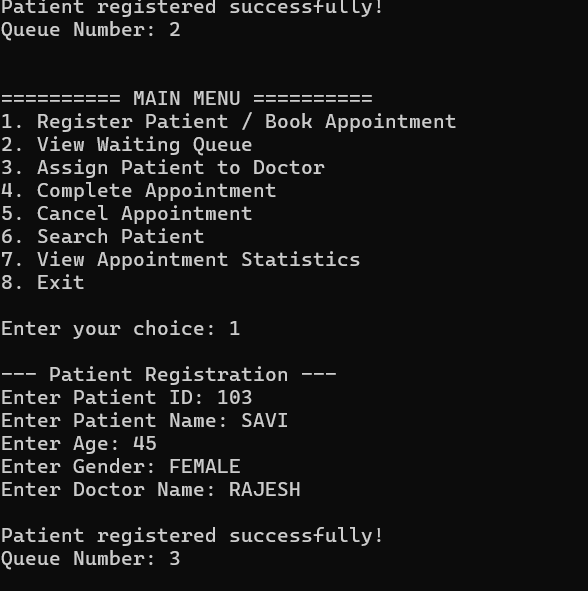 Patient registered successfully!
Queue Number: 2
========== MAIN MENU ==========
1. Register Patient / Book Appointment
2. View Waiting Queue
3. Assign Patient to Doctor
4. Complete Appointment
5. Cancel Appointment
6. Search Patient
7. View Appointment Statistics
8. Exit
Enter your choice: 1
--- Patient Registration ---
Enter Patient ID: 103
Enter Patient Name: SAVI
Enter Age: 45
Enter Gender: FEMALE
Enter Doctor Name: RAJESH
Patient registered successfully!
Queue Number: 3